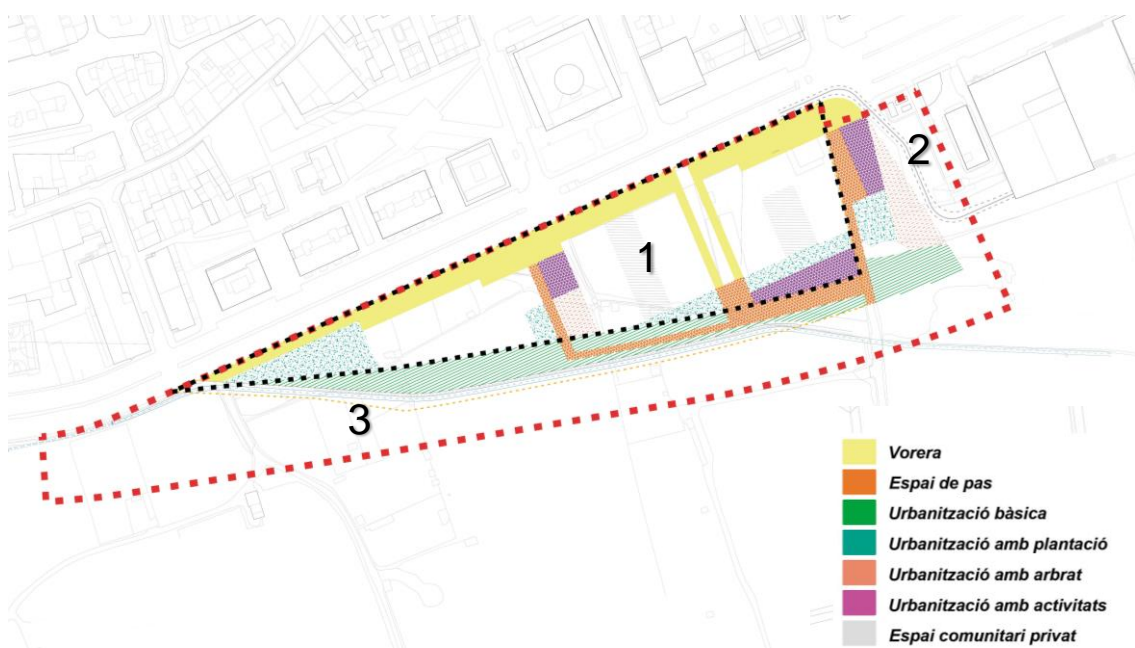 2
1
3
Vorera
Espai de pas
Urbanització bàsica
Urbanització amb plantació
Urbanització amb arbrat
Urbanització amb activitats
Espai comunitari privat